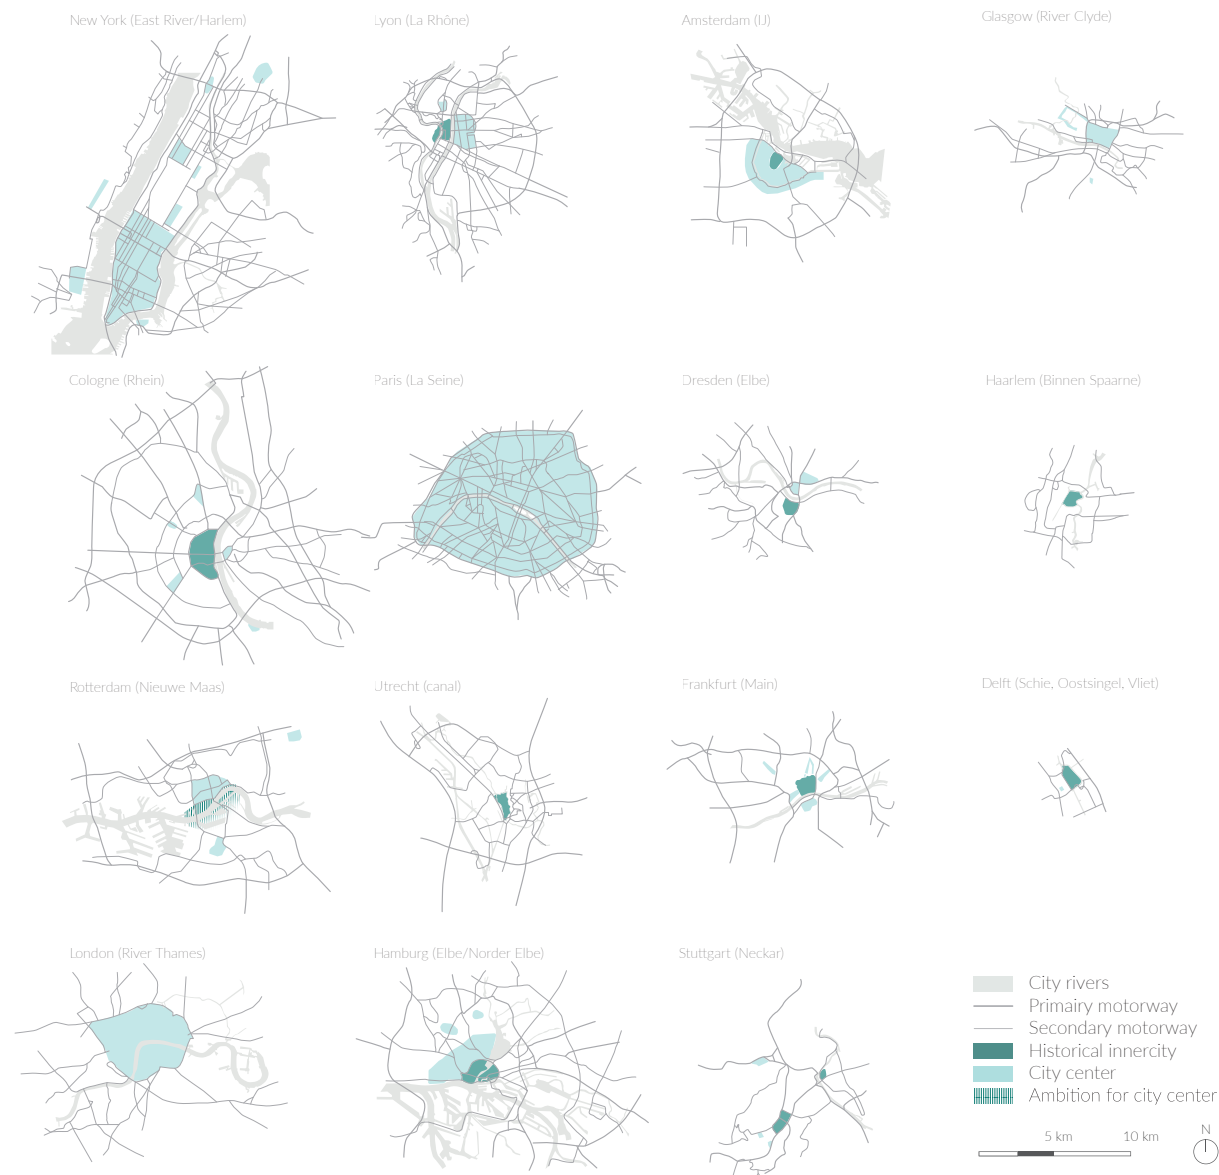 New York (East River/Harlem)
Lyon (La Rhône)
Amsterdam (IJ)
Glasgow (River Clyde)
Cologne (Rhein)
Paris (La Seine)
Dresden (Elbe)
Haarlem (Binnen Spaarne)
Rotterdam (Nieuwe Maas)
Utrecht (canal)
Frankfurt (Main)
Delft (Schie, Oostsingel, Vliet)
London (River Thames)
Hamburg (Elbe/Norder Elbe)
Stuttgart (Neckar)
City rivers
Primairy motorway
Secondary motorway
Historical innercity
City center
Ambition for city center
5 km
10 km
N